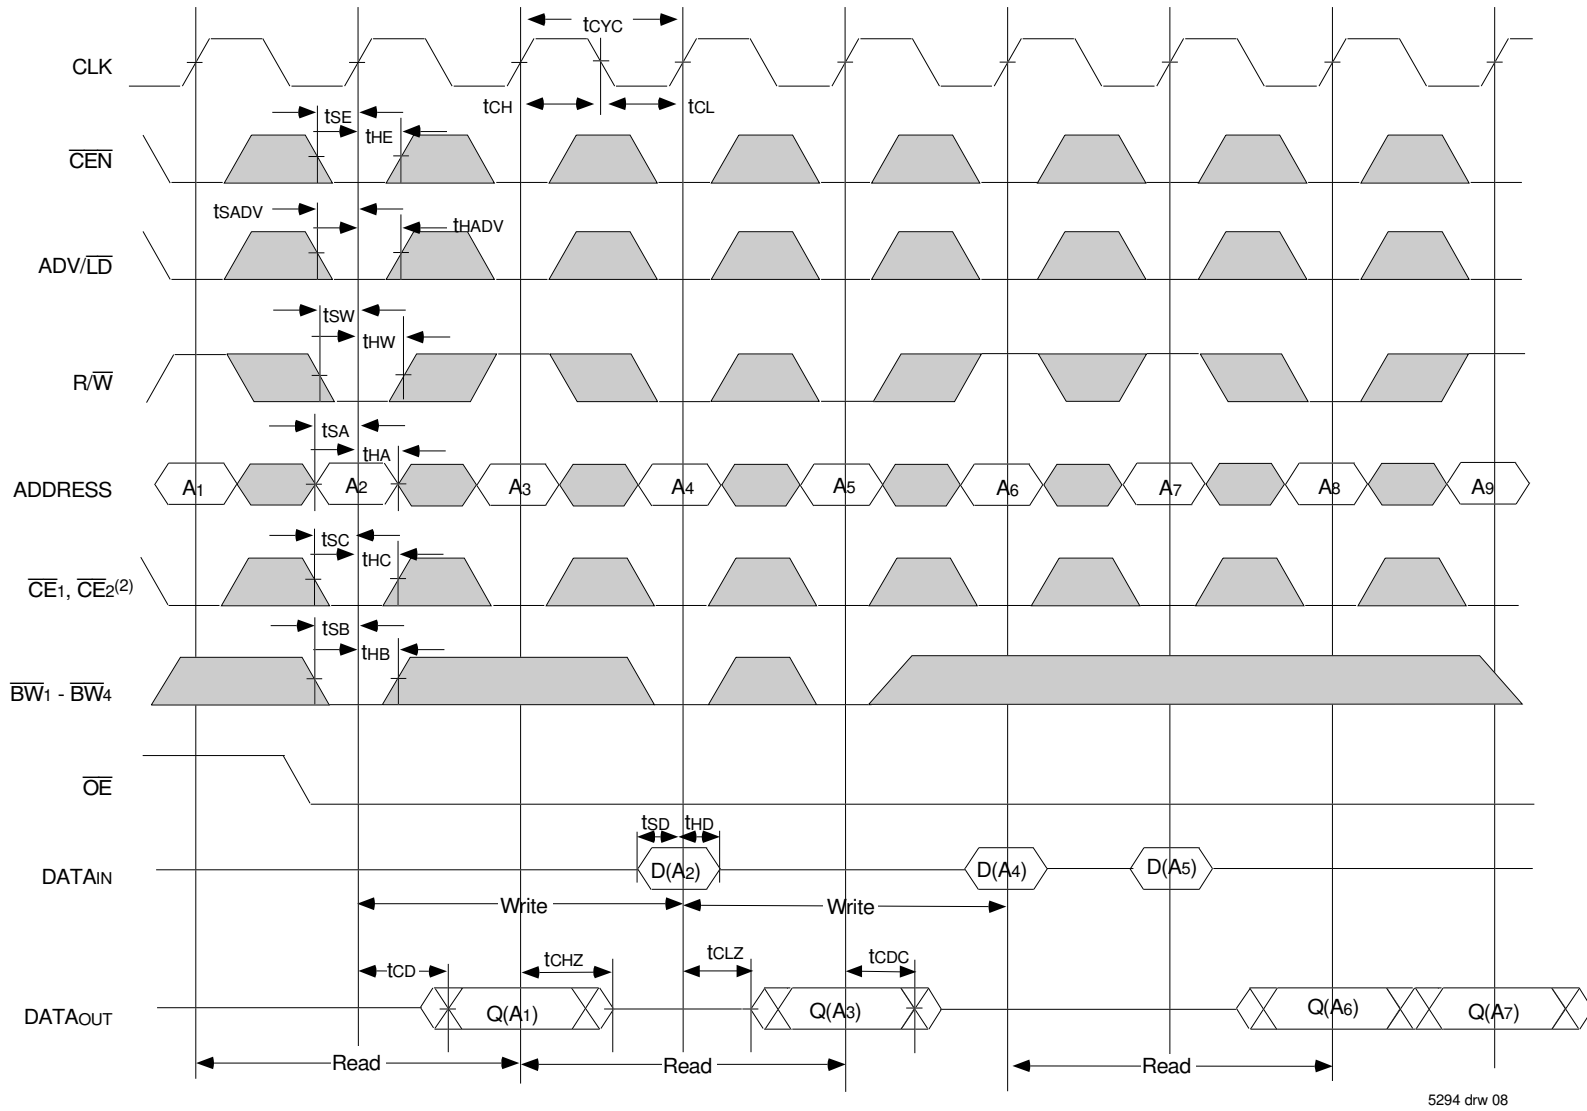 tCYC
CLK
tCH
tCL
tSE
tHE
CEN
tSADV
tHADV
ADV/LD
tSW
tHW
R/W
tSA
tHA
ADDRESS
A1 A2 A3 A4 A5 A6 A7 A8 A9
tSC
tHC
CE1, CE2(2)
tSB
tHB
BW1 - BW4
OE
tSD tHD
DATAIN
D(A2) D(A4) D(A5)
Write Write
tCD tCHZ tCLZ tCDC
DATAOUT
Q(A1) Q(A3) Q(A6) Q(A7)
Read Read Read
5294 drw 08